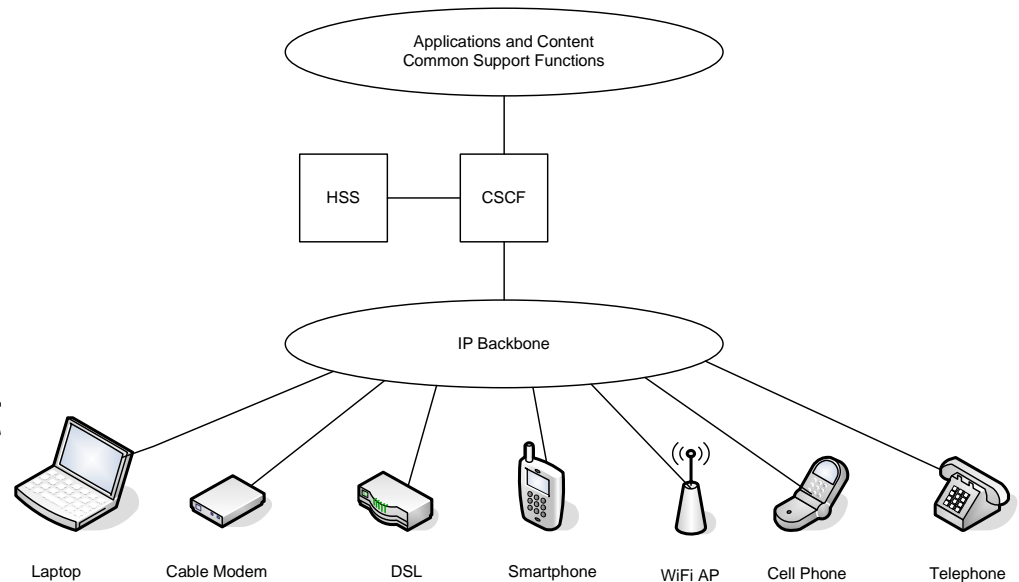 Applications and Content
Common Support Functions
HSS
CSCF
IP Backbone
Laptop
Cable Modem
DSL
Smartphone
WiFi AP
Cell Phone
Telephone